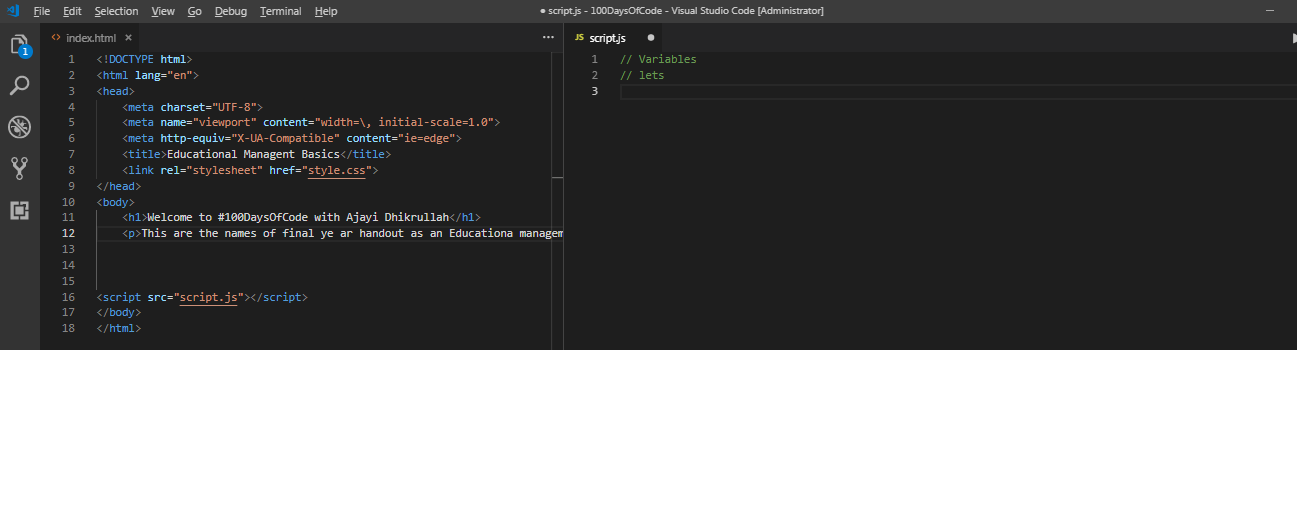 File Edit Selection View Go Debug Terminal Help
● script.js - 100DaysOfCode - Visual Studio Code [Administrator]
1
<> index.html ×
1 <!DOCTYPE html>
2 <html lang="en">
3 <head>
4 <meta charset="UTF-8">
5 <meta name="viewport" content="width=\, initial-scale=1.0">
6 <meta http-equiv="X-UA-Compatible" content="ie=edge">
7 <title>Educational Managent Basics</title>
8 <link rel="stylesheet" href="style.css">
9 </head>
10 <body>
11 <h1>Welcome to #100DaysOfCode with Ajayi Dhikrullah</h1>
12 <p>This are the names of final ye ar handout as an Educationa managem
13
14
15
16 <script src="script.js"></script>
17 </body>
18 </html>
JS script.js ●
1 // Variables
2 // lets
3